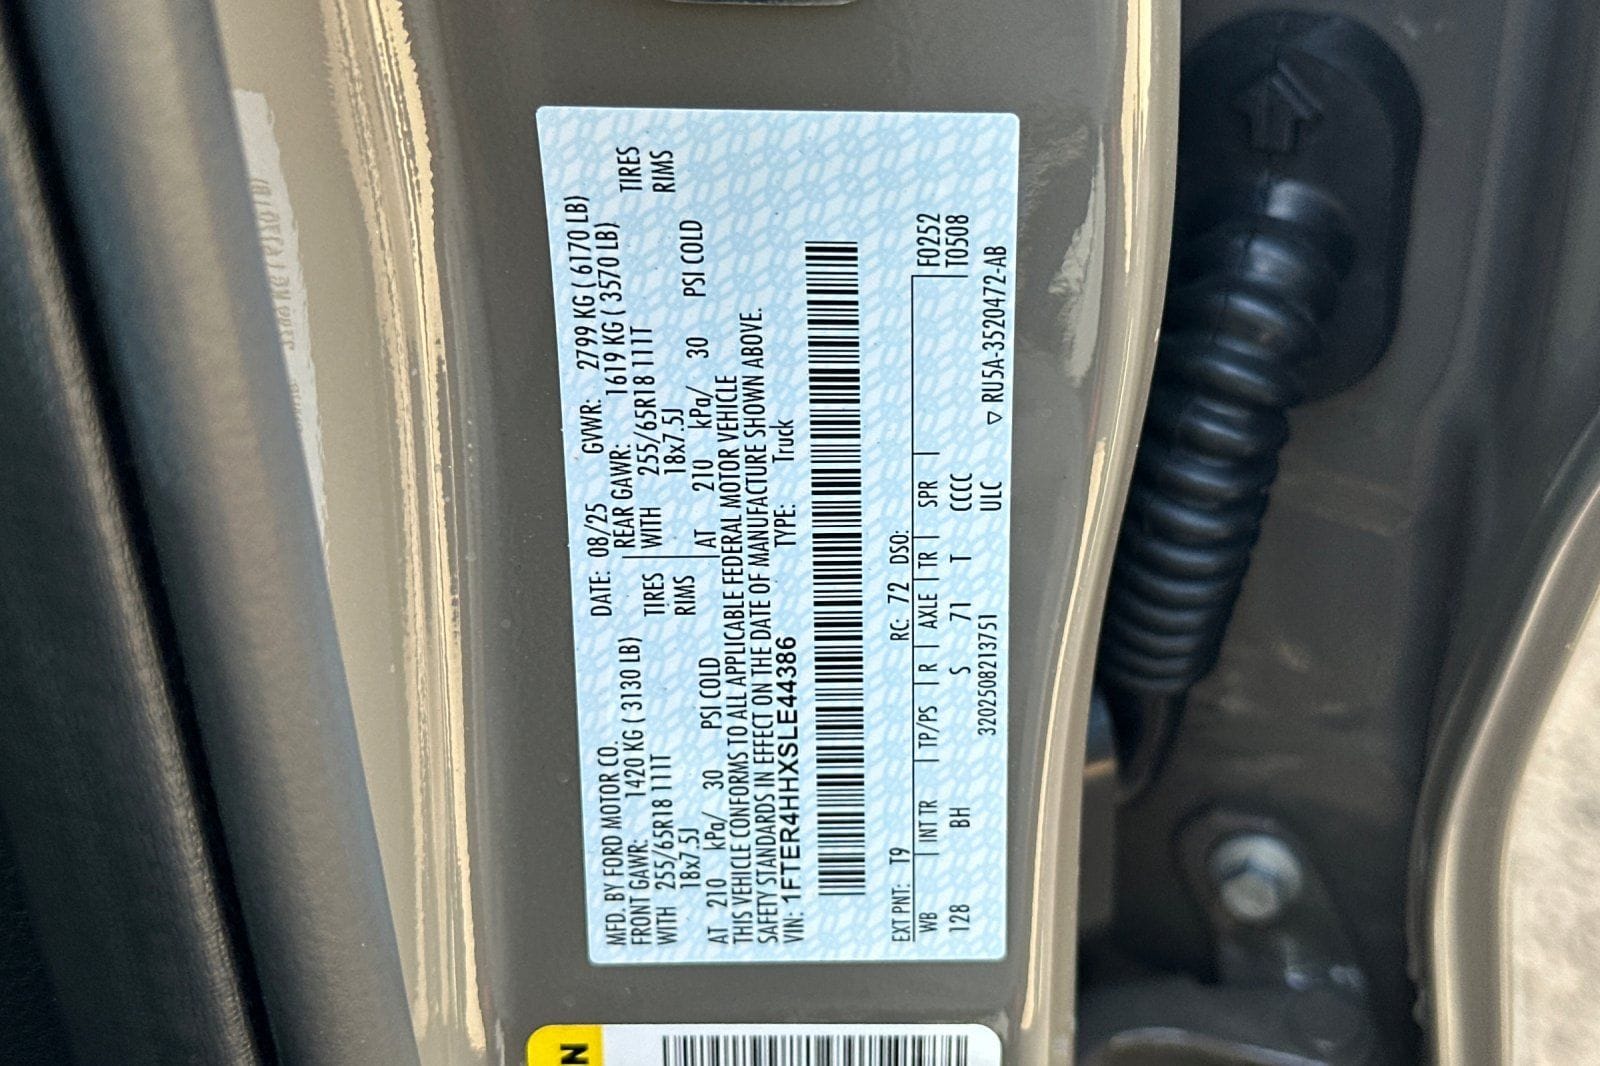 MFD. BY FORD MOTOR CO. DATE: 08/25 GVWR: 2799 KG ( 6170 LB)
FRONT GAWR: 1420 KG ( 3130 LB) REAR GAWR: 1619 KG ( 3570 LB)
WITH 255/65R18 111T TIRES WITH 255/65R18 111T TIRES
18x7.5J RIMS 18x7.5J RIMS
AT 210 kPa/ 30 PSI COLD AT 210 kPa/ 30 PSI COLD
THIS VEHICLE CONFORMS TO ALL APPLICABLE FEDERAL MOTOR VEHICLE
SAFETY STANDARDS IN EFFECT ON THE DATE OF MANUFACTURE SHOWN ABOVE.
VIN: 1FTER4HHXSLE44386 TYPE: Truck
EXT PNT: T9 RC: 72 DSO: F0252
WB INT TR TP/PS R AXLE TR SPR T0508
128 BH S 71 T CCCC
3202508213751 ULC ▽ RU5A-3520472-AB
N